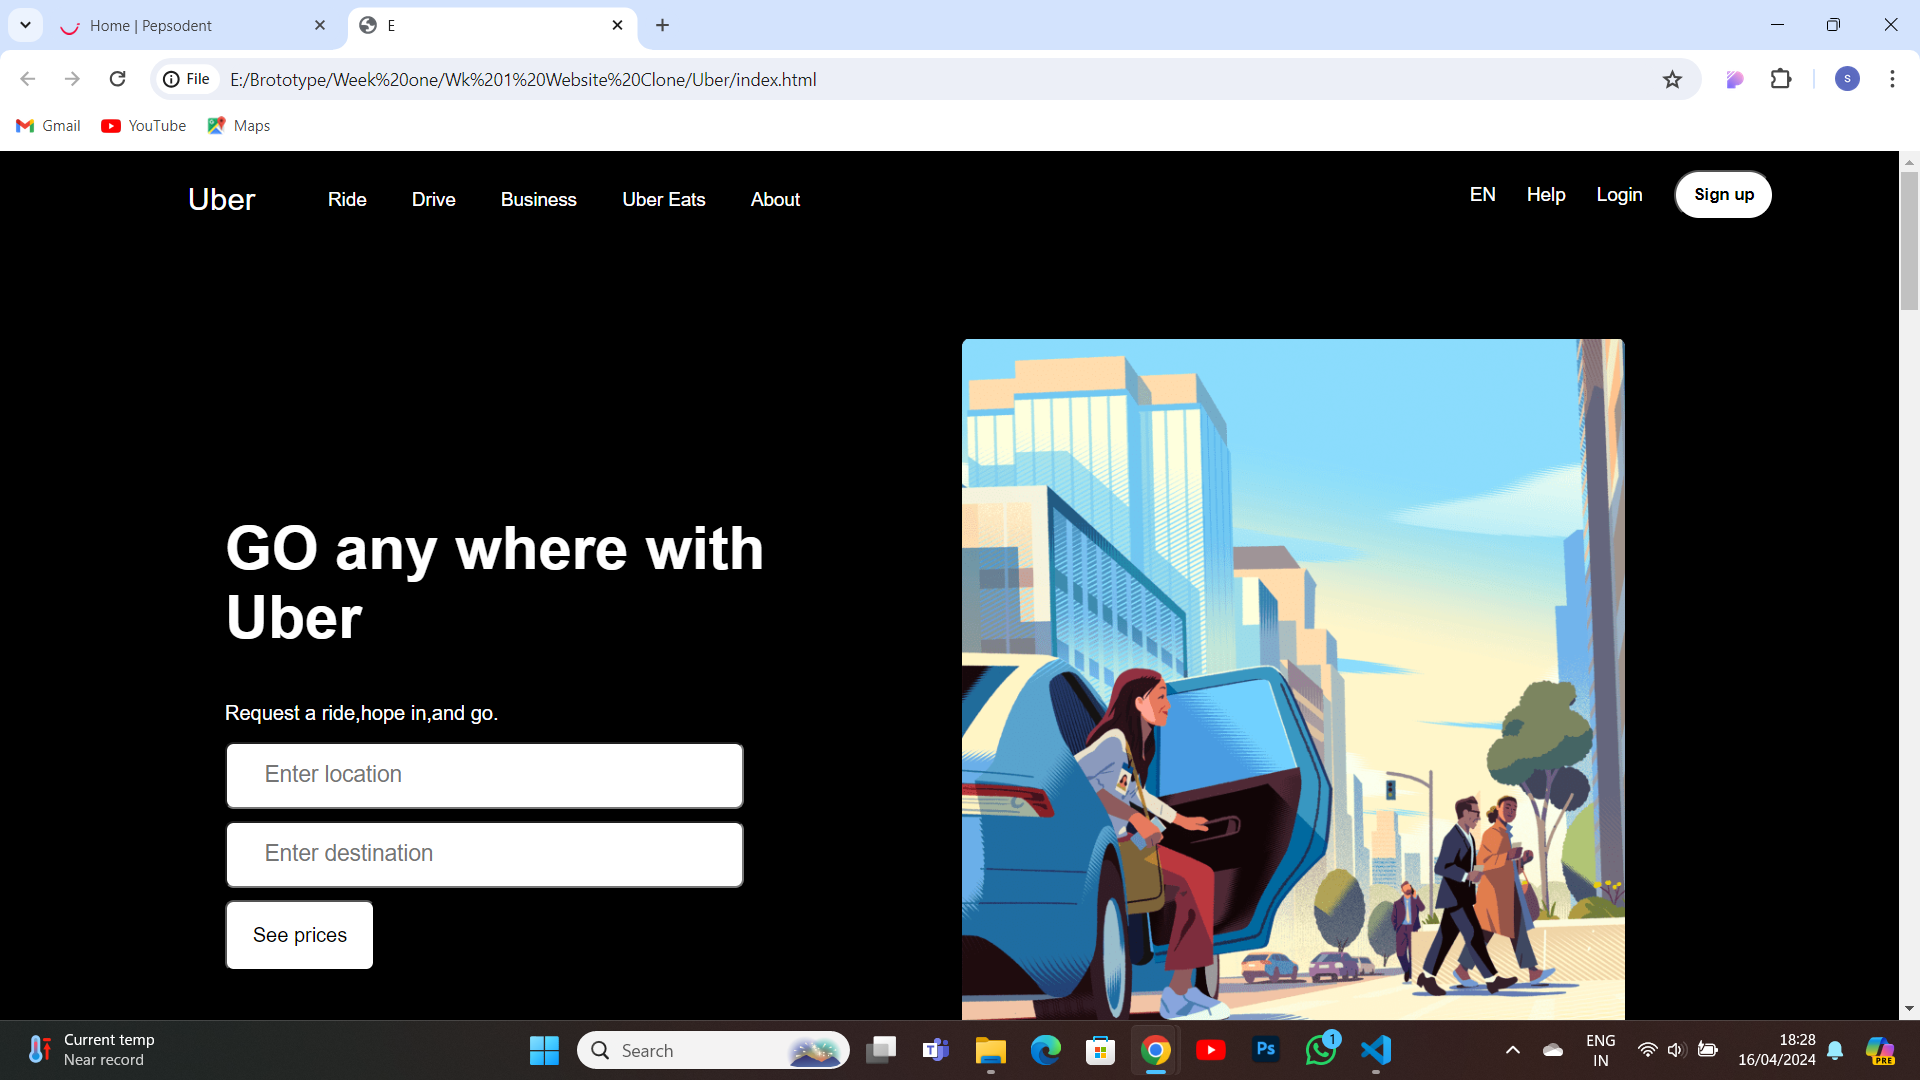 Home | Pepsodent
E
File
E:/Brototype/Week%20one/Wk%201%20Website%20Clone/Uber/index.html
S
Gmail
YouTube
Maps
Uber
Ride
Drive
Business
Uber Eats
About
EN
Help
Login
Sign up
GO any where with
Uber
Request a ride,hope in,and go.
Enter location
Enter destination
See prices
Current temp
Near record
Search
T
Ps
1
ENG
IN
18:28
16/04/2024
PRE